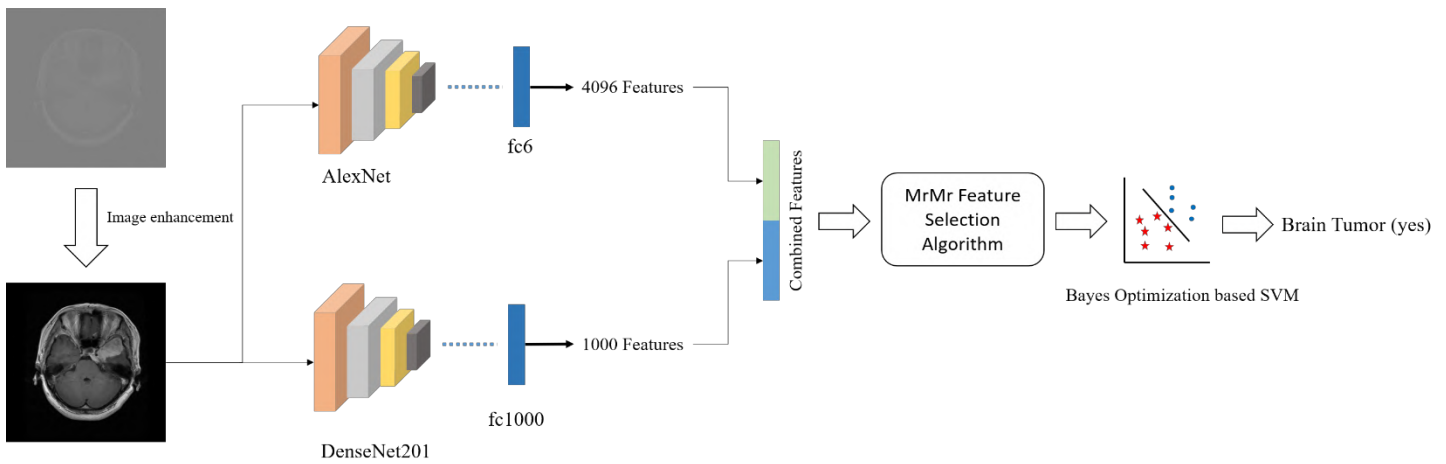 Image enhancement
AlexNet
fc6
4096 Features
DenseNet201
fc1000
1000 Features
Combined Features
MrMr Feature
Selection
Algorithm
Bayes Optimization based SVM
Brain Tumor (yes)